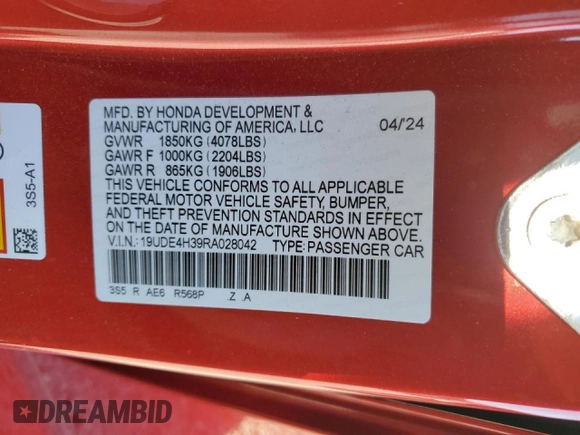 MFD. BY HONDA DEVELOPMENT &
MANUFACTURING OF AMERICA, LLC 04/'24
GVWR 1850KG (4078LBS)
GAWR F 1000KG (2204LBS)
GAWR R 865KG (1906LBS)
THIS VEHICLE CONFORMS TO ALL APPLICABLE
FEDERAL MOTOR VEHICLE SAFETY, BUMPER,
AND THEFT PREVENTION STANDARDS IN EFFECT
ON THE DATE OF MANUFACTURE SHOWN ABOVE.
V.I.N.: 19UDE4H39RA028042 TYPE: PASSENGER CAR
3S5 R AE6 R568P .Z .A
3S5-A1
DREAMBID